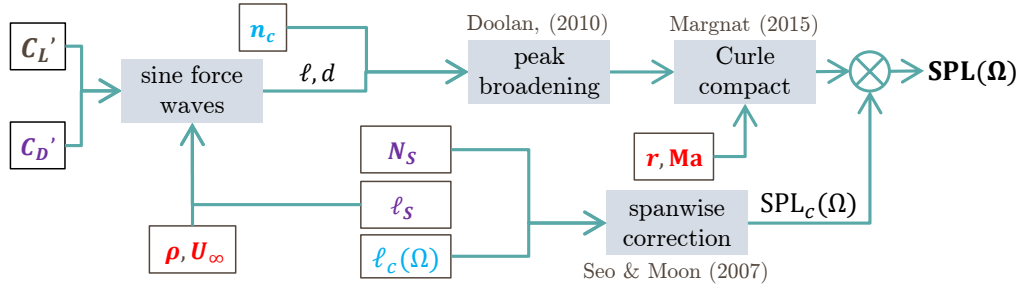 Doolan, (2010)
Margnat (2015)
C_L'
n_c
sine force
waves
ℓ, d
peak
broadening
Curle
compact
SPL(Ω)
C_D'
N_S
r, Ma
ℓ_S
spanwise
correction
SPL_c(Ω)
ρ, U_∞
ℓ_c(Ω)
Seo & Moon (2007)